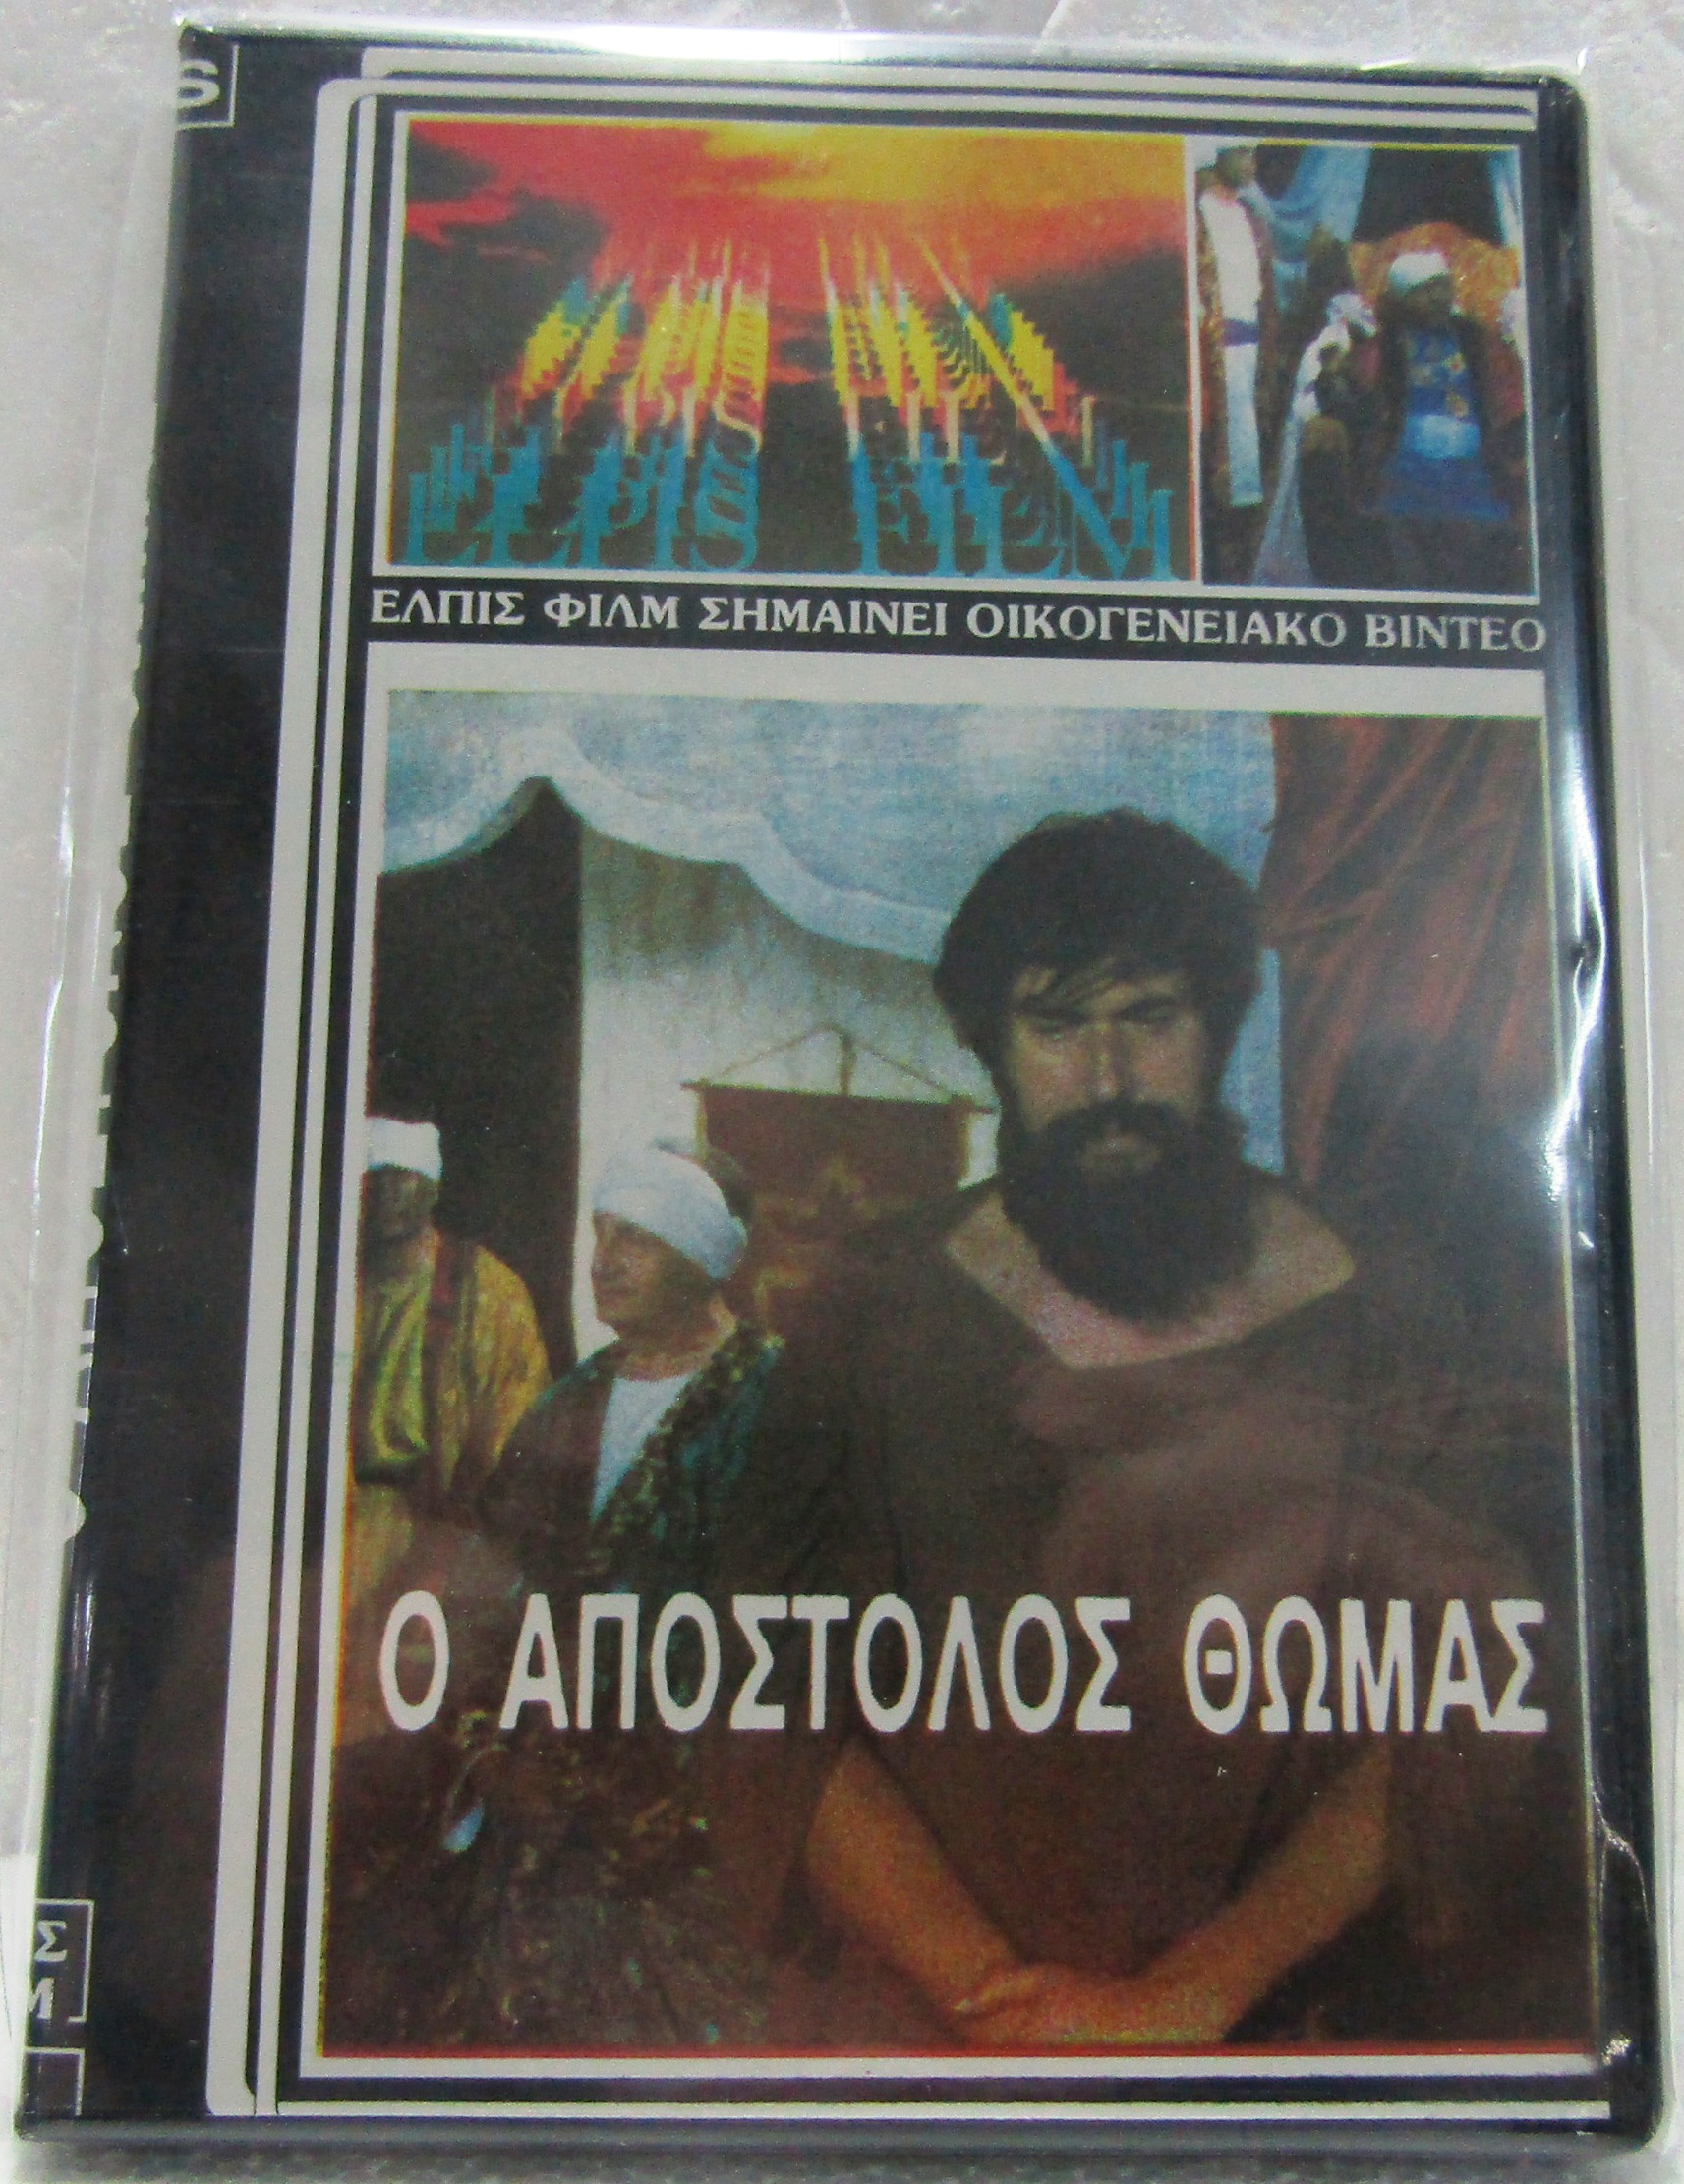 ELPIS FILM
ΕΛΠΙΣ ΦΙΛΜ ΣΗΜΑΙΝΕΙ ΟΙΚΟΓΕΝΕΙΑΚΟ ΒΙΝΤΕΟ
Ο ΑΠΟΣΤΟΛΟΣ ΘΩΜΑΣ